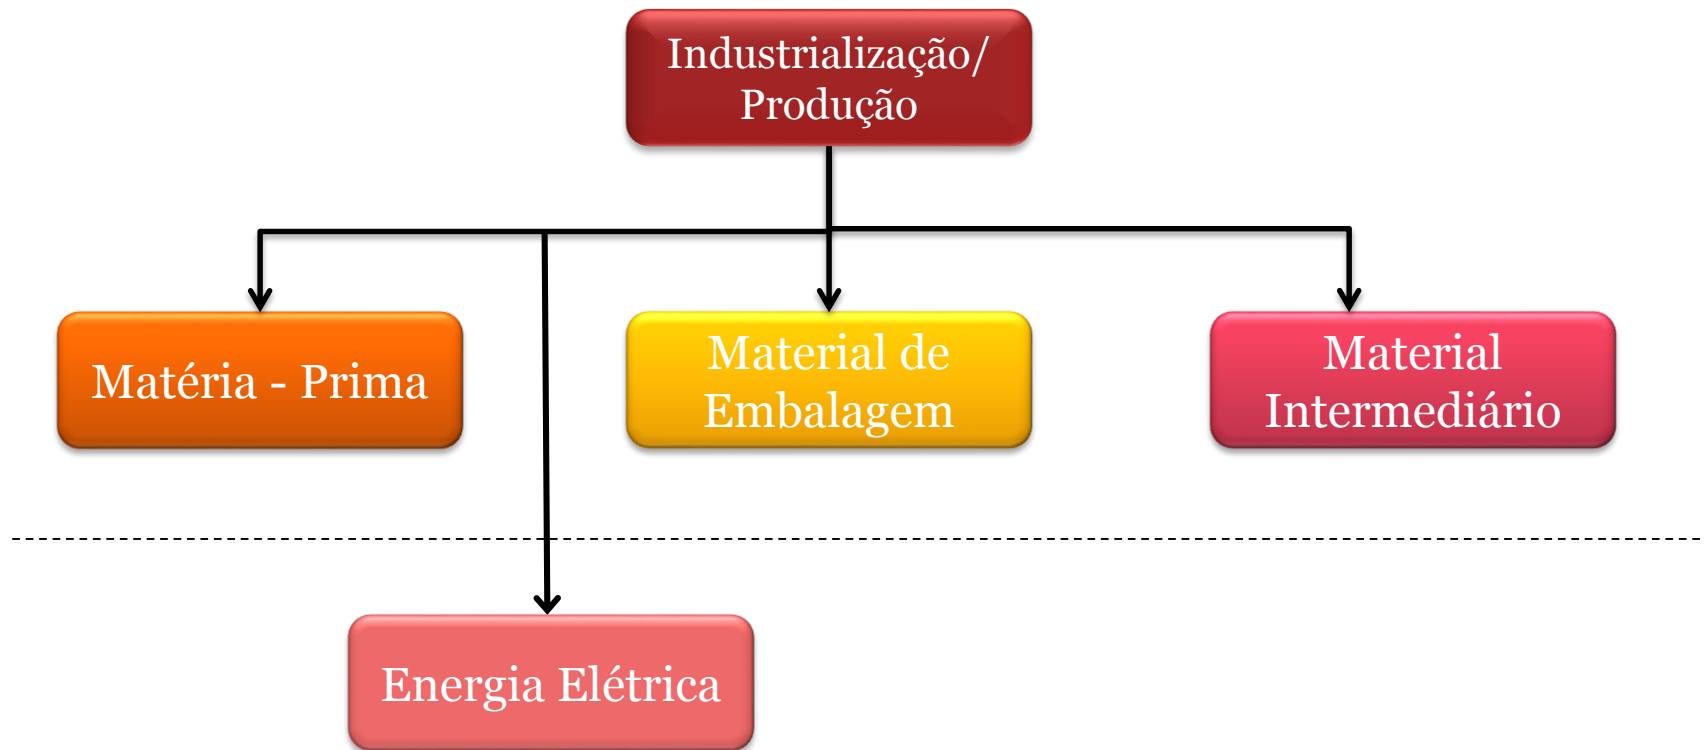 Industrialização/
Produção
Matéria - Prima
Material de
Embalagem
Material
Intermediário
Energia Elétrica